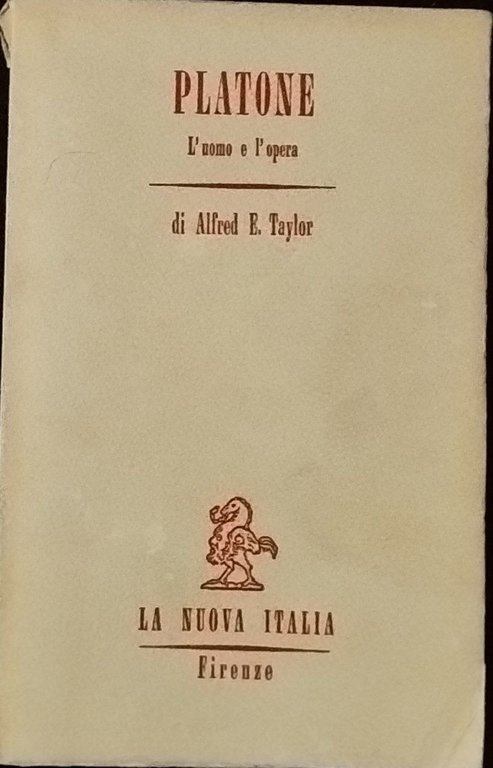 PLATONE
L'uomo e l'opera
di Alfred E. Taylor
LA NUOVA ITALIA
Firenze